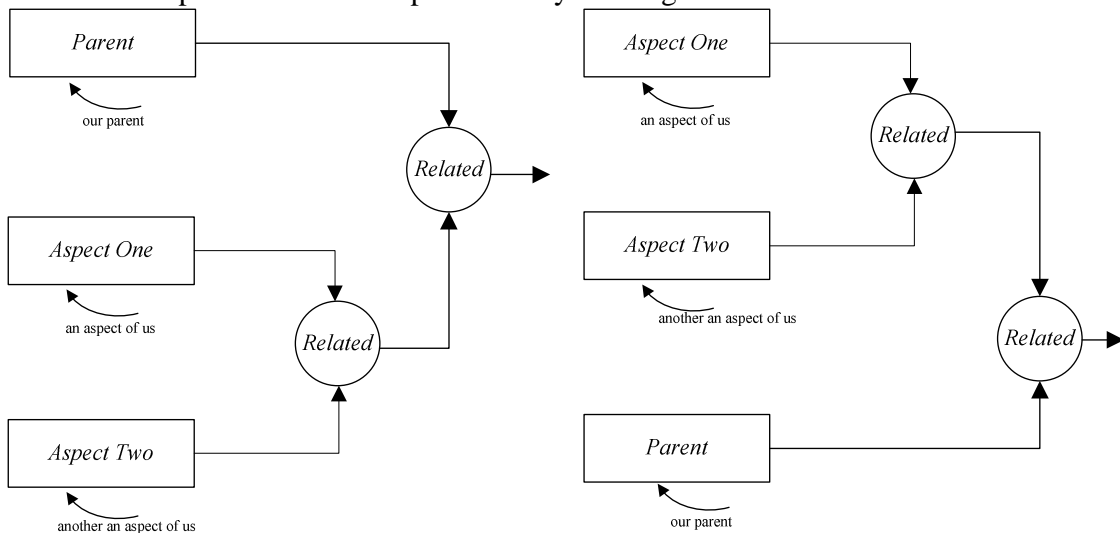 Parent
our parent
Related
Aspect One
an aspect of us
Related
Aspect Two
another an aspect of us
Aspect One
an aspect of us
Related
Aspect Two
another an aspect of us
Related
Parent
our parent